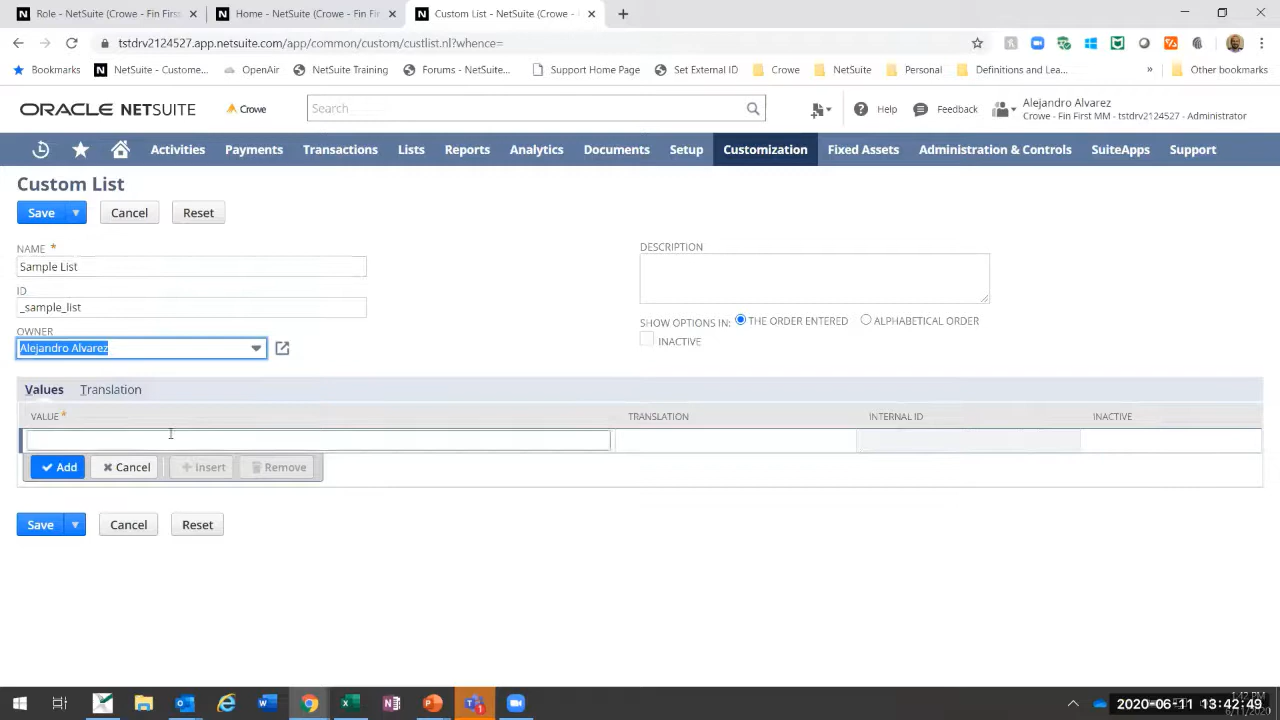 Role - NetSuite (Crowe - Fin First
Home - NetSuite (Crowe - Fin Fi
Custom List - NetSuite (Crowe -
tstdrv2124527.app.netsuite.com/app/common/custom/custlist.nl?whence=
Bookmarks
NetSuite - Custome...
OpenAir
NetSuite Training
Forums - NetSuite...
Support Home Page
Set External ID
Crowe
NetSuite
Personal
Definitions and Lea...
»
Other bookmarks
ORACLE NETSUITE
Crowe
Search
Help
Feedback
Alejandro Alvarez
Crowe - Fin First MM - tstdrv2124527 - Administrator
Activities
Payments
Transactions
Lists
Reports
Analytics
Documents
Setup
Customization
Fixed Assets
Administration & Controls
SuiteApps
Support
Custom List
Save
Cancel
Reset
NAME *
Sample List
ID
_sample_list
OWNER
Alejandro Alvarez
DESCRIPTION
SHOW OPTIONS IN:
THE ORDER ENTERED
ALPHABETICAL ORDER
INACTIVE
Values
Translation
VALUE *
TRANSLATION
INTERNAL ID
INACTIVE
Add
Cancel
+ Insert
Remove
Save
Cancel
Reset
2020-06-11 13:42:49